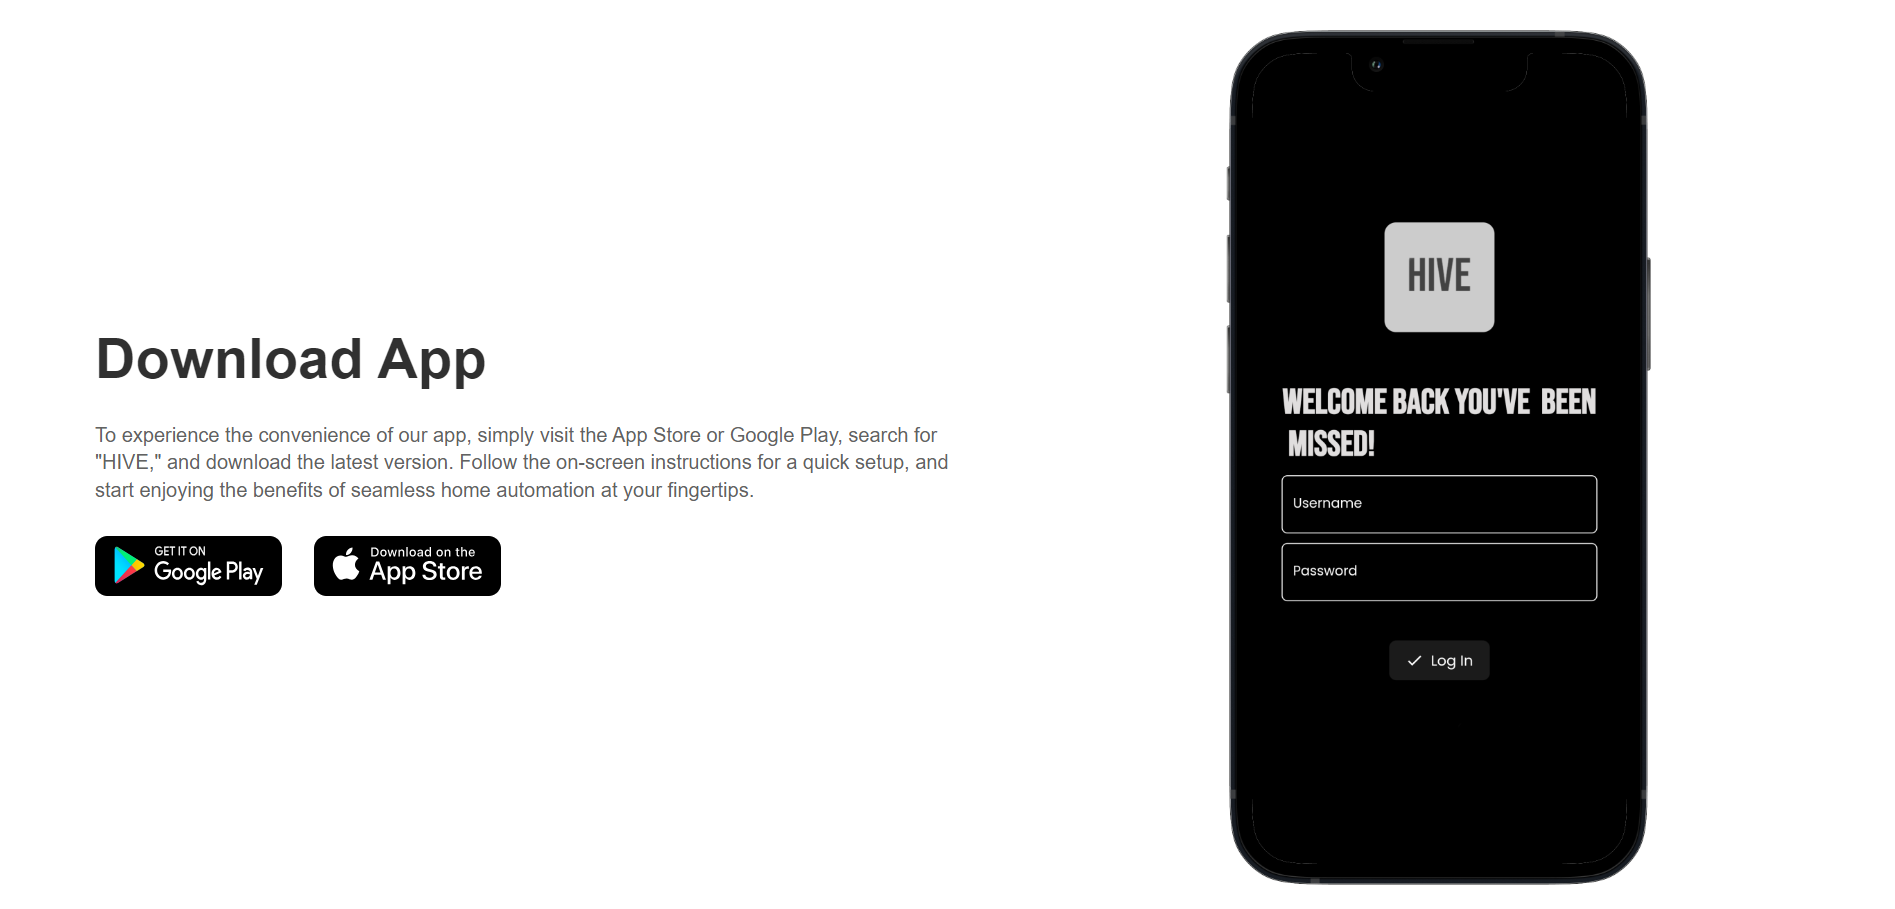 Download App
To experience the convenience of our app, simply visit the App Store or Google Play, search for
"HIVE," and download the latest version. Follow the on-screen instructions for a quick setup, and
start enjoying the benefits of seamless home automation at your fingertips.
GET IT ON
Google Play
Download on the
App Store
HIVE
WELCOME BACK YOU'VE BEEN
MISSED!
Username
Password
Log In